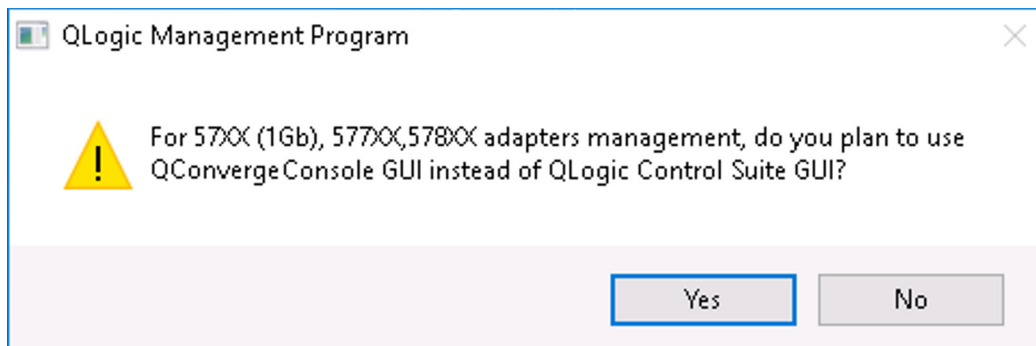 QLogic Management Program
For 57XX (1Gb), 577XX,578XX adapters management, do you plan to use
QConvergeConsole GUI instead of QLogic Control Suite GUI?
Yes No